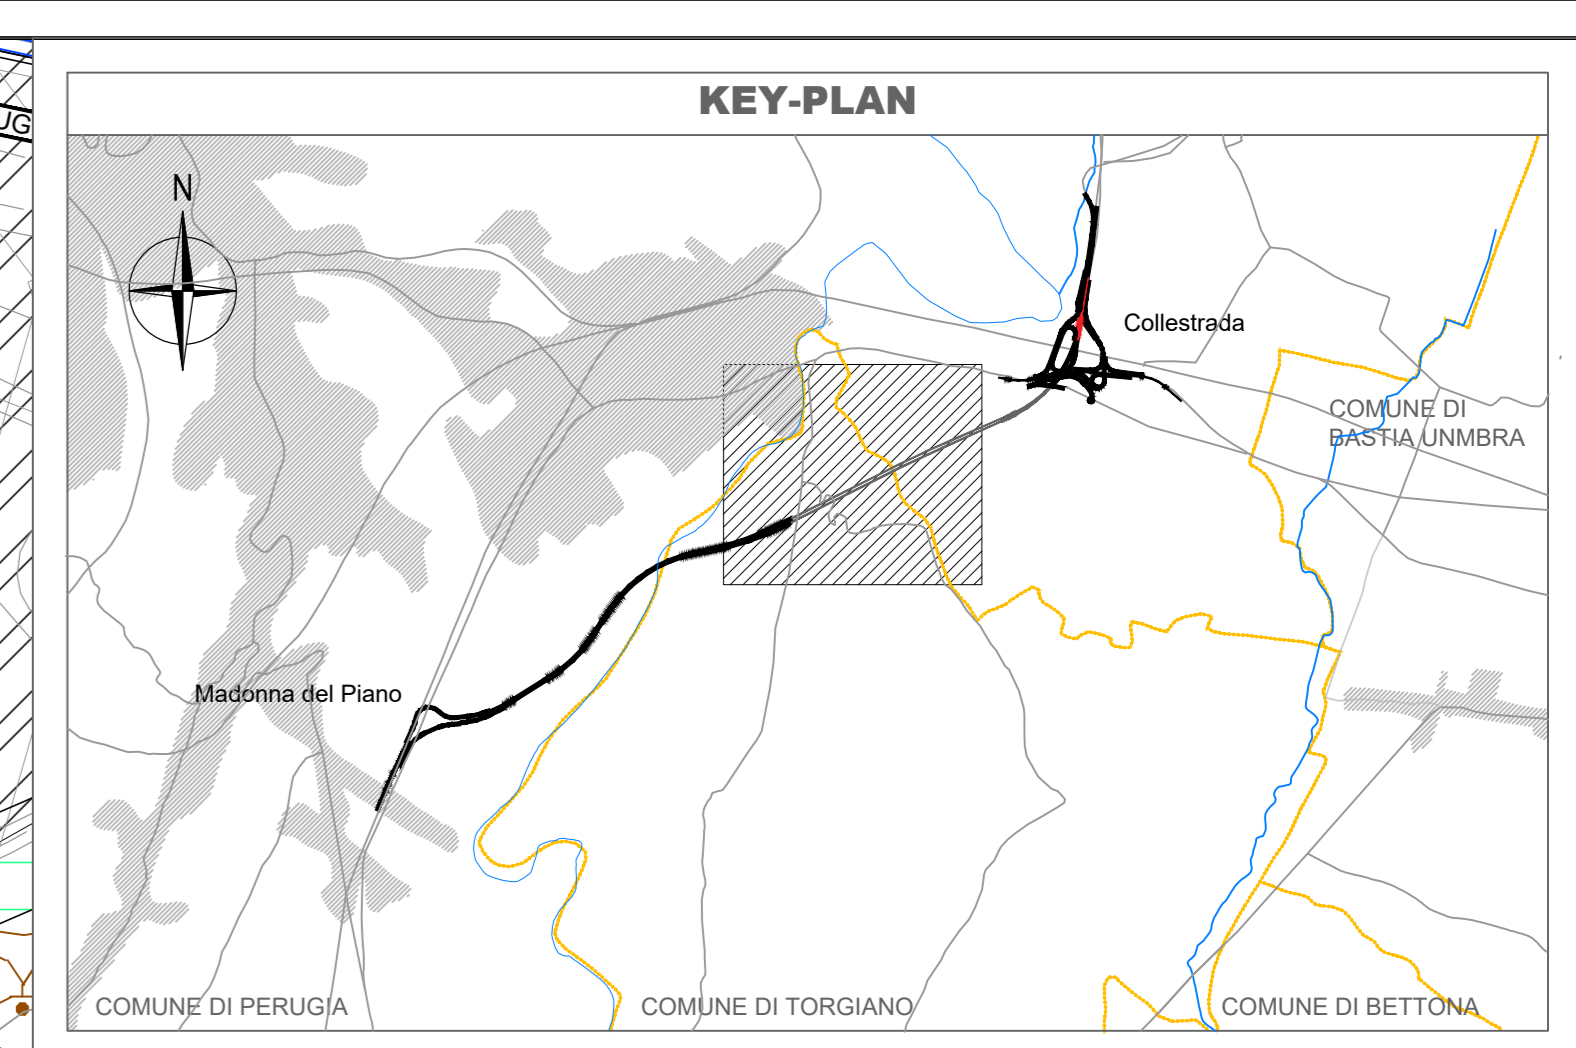 KEY-PLAN
UG
N
Collestrada
COMUNE DI
BASTIA UNMBRA
Madonna del Piano
COMUNE DI PERUGIA
COMUNE DI TORGIANO
COMUNE DI BETTONA